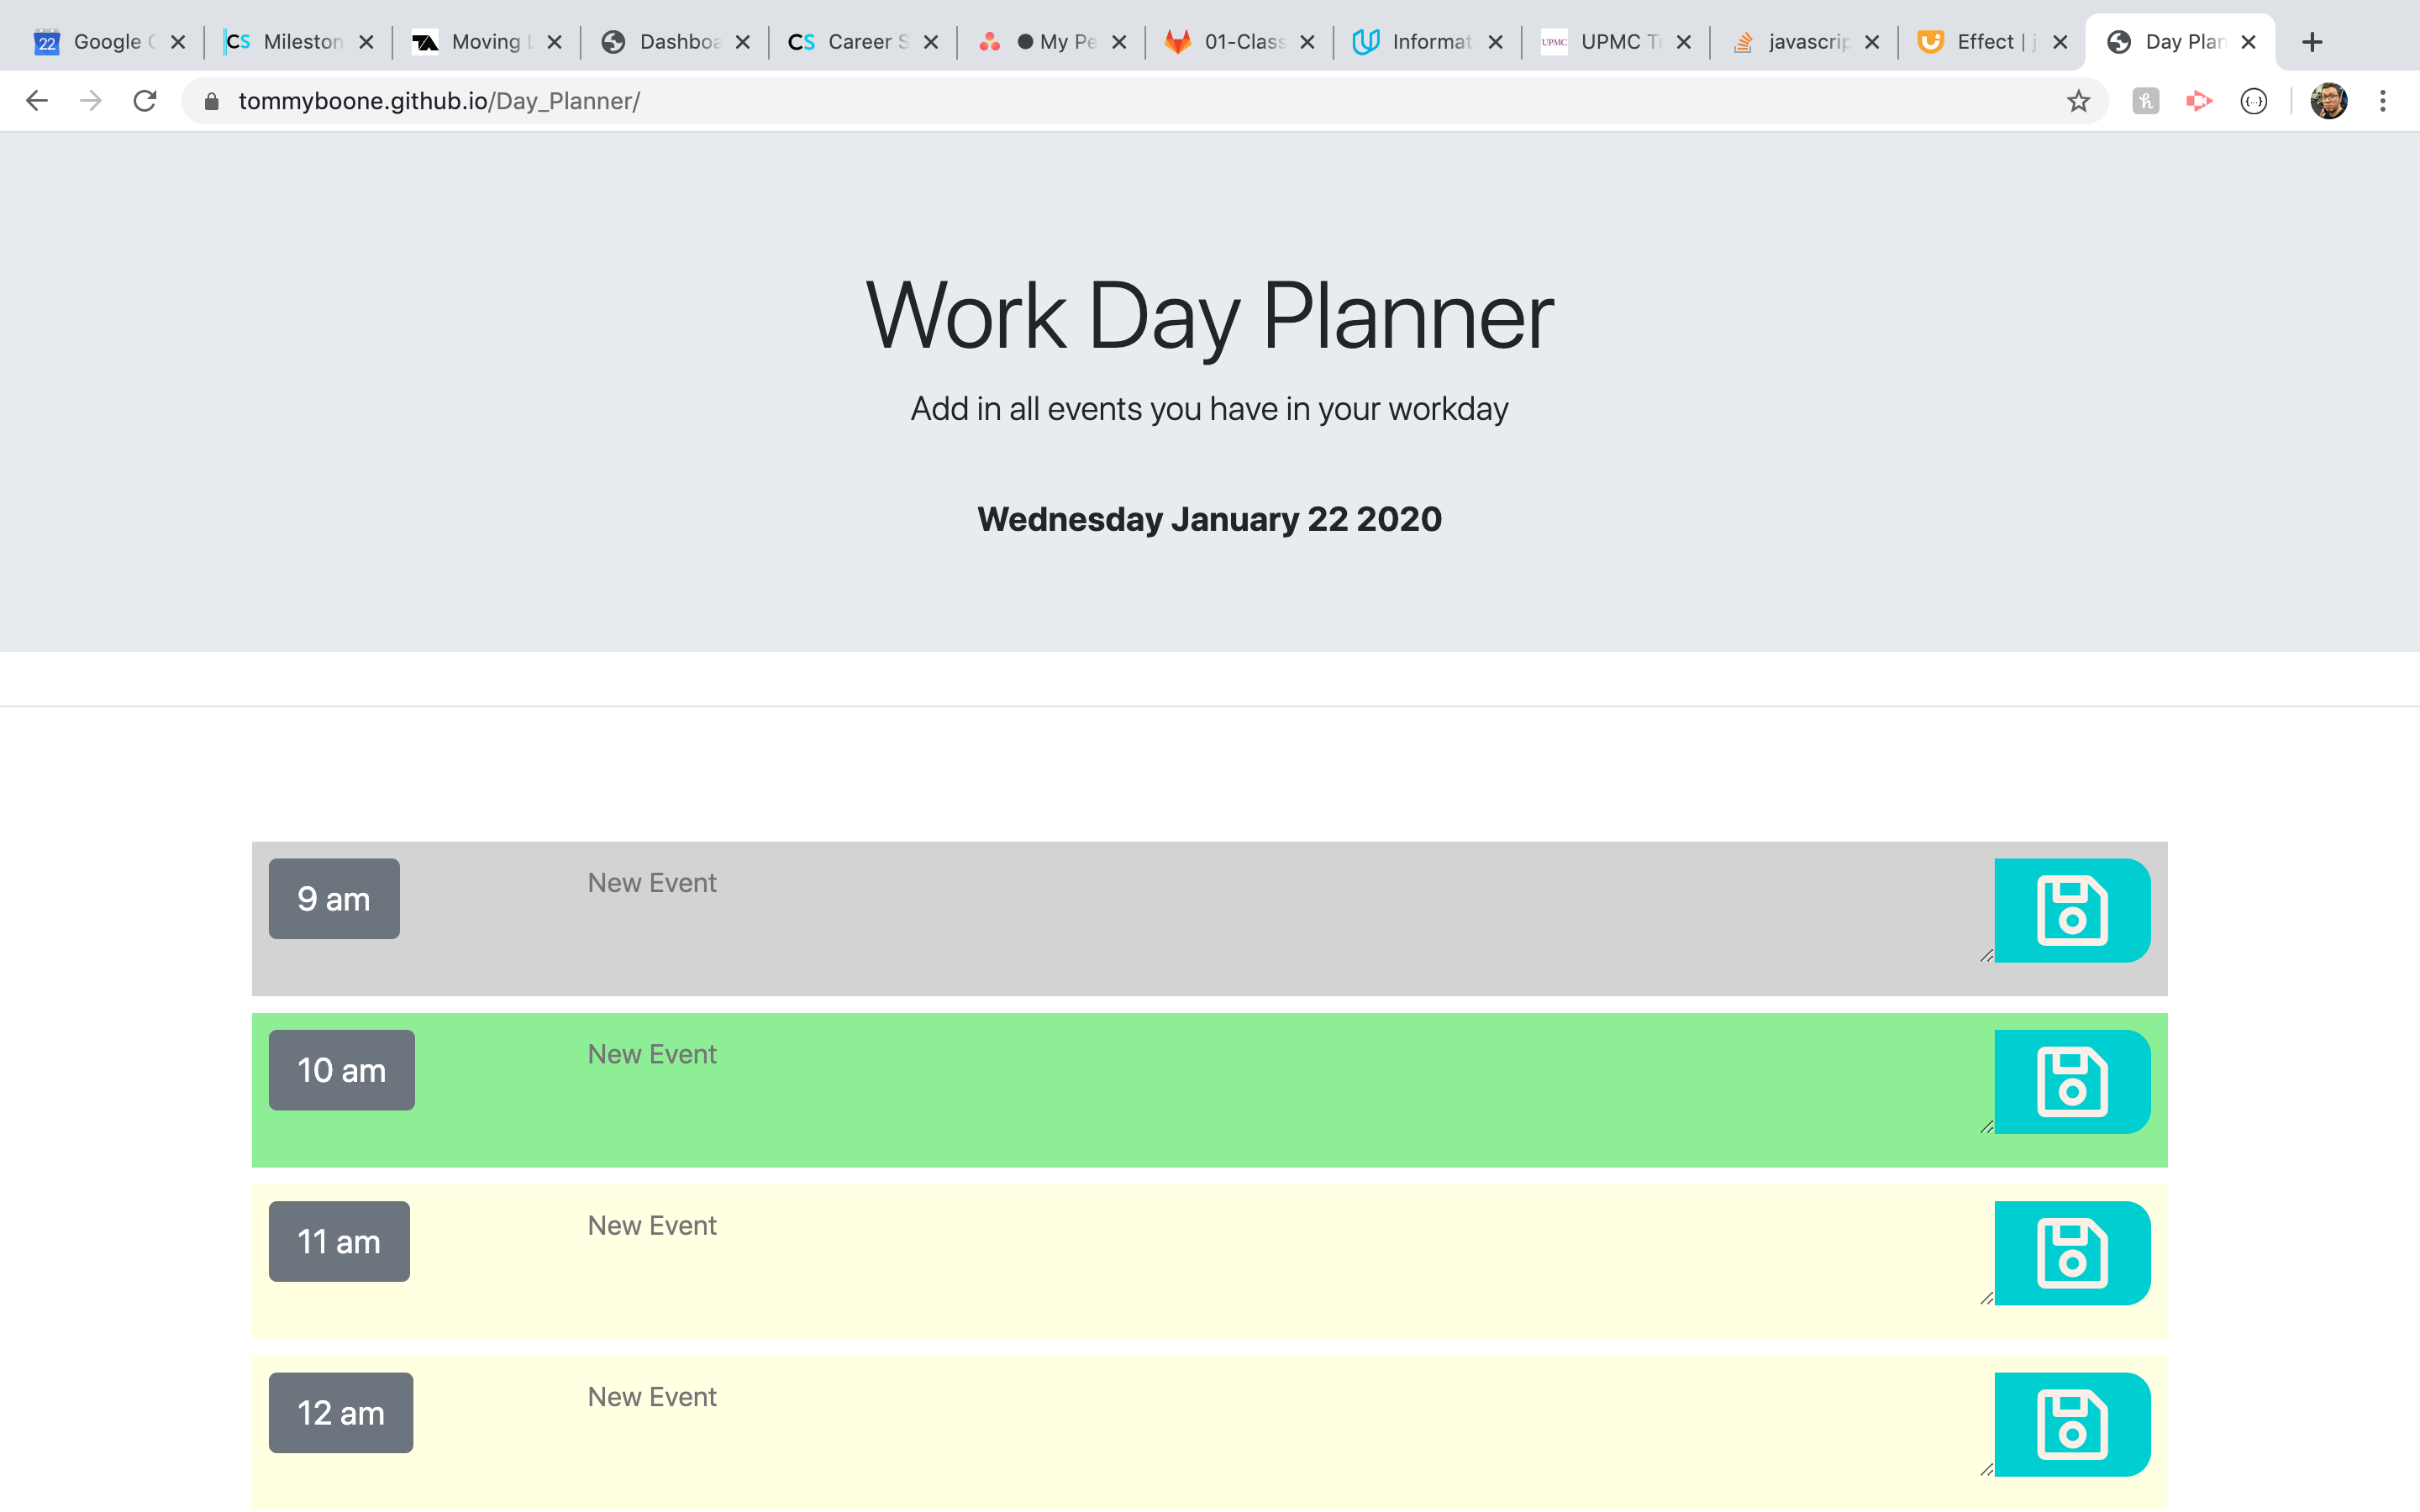 22 Google C CS Mileston Moving L Dashboa CS Career S My Pe 01-Class Informat UPMC UPMC Tr javascrip Effect | j Day Plan
tommyboone.github.io/Day_Planner/
Work Day Planner
Add in all events you have in your workday
Wednesday January 22 2020
9 am New Event
10 am New Event
11 am New Event
12 am New Event